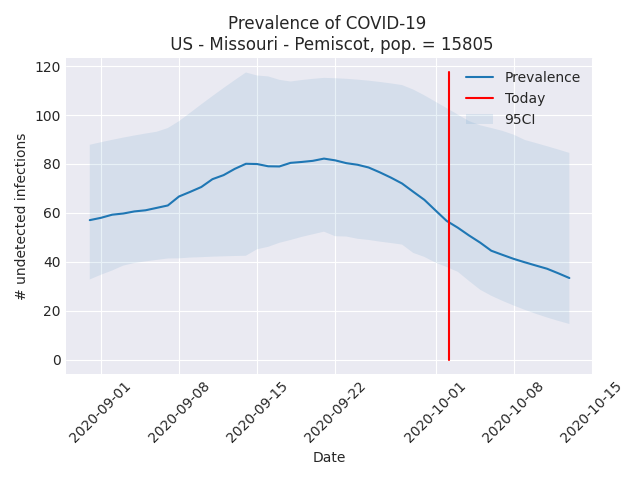 Prevalence of COVID-19
US - Missouri - Pemiscot, pop. = 15805
120
100
80
60
40
20
0
# undetected infections
Prevalence
Today
95CI
2020-09-01
2020-09-08
2020-09-15
2020-09-22
2020-10-01
2020-10-08
2020-10-15
Date